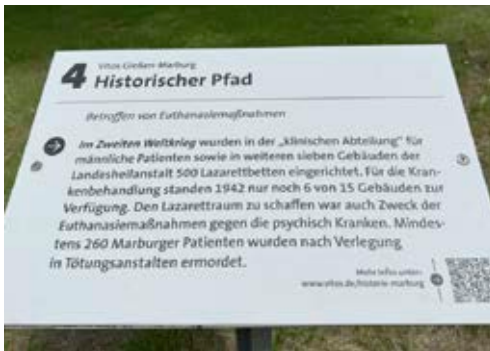 4
Vitos Gießen-Marburg
Historischer Pfad
Betroffen von Euthanasiemaßnahmen
Im Zweiten Weltkrieg wurden in der „klinischen Abteilung" für
männliche Patienten sowie in weiteren sieben Gebäuden der
Landesheilanstalt 500 Lazarettbetten eingerichtet. Für die Kran-
kenbehandlung standen 1942 nur noch 6 von 15 Gebäuden zur
Verfügung. Den Lazarettraum zu schaffen war auch Zweck der
Euthanasiemaßnahmen gegen die psychisch Kranken. Mindes-
tens 260 Marburger Patienten wurden nach Verlegung
in Tötungsanstalten ermordet.
Mehr Infos unter:
www.vitos.de/historie-marburg